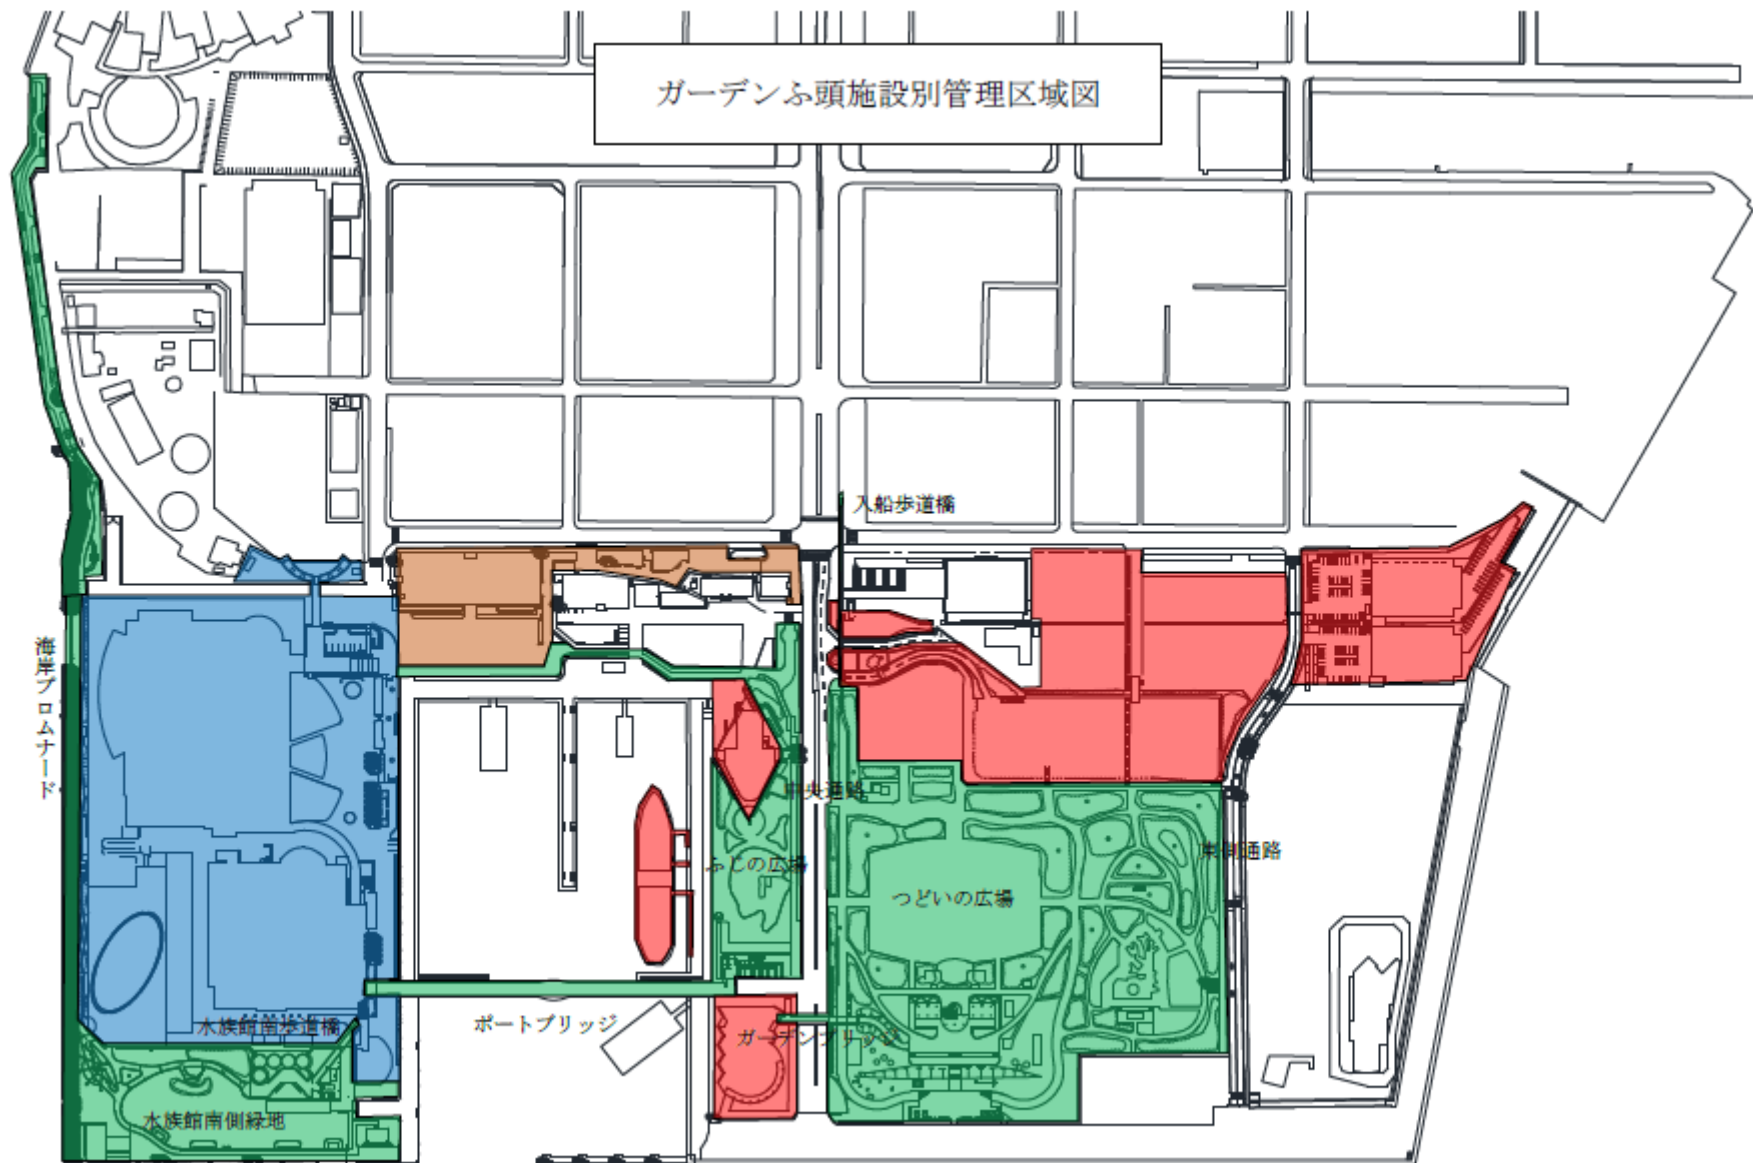 ガーデンふ頭施設別管理区域図
入船歩道橋
海岸プロムナード
中央通路
ふじの広場
東側通路
つどいの広場
水族館南歩道橋
ポートブリッジ
ガーデンブリッジ
水族館南側緑地